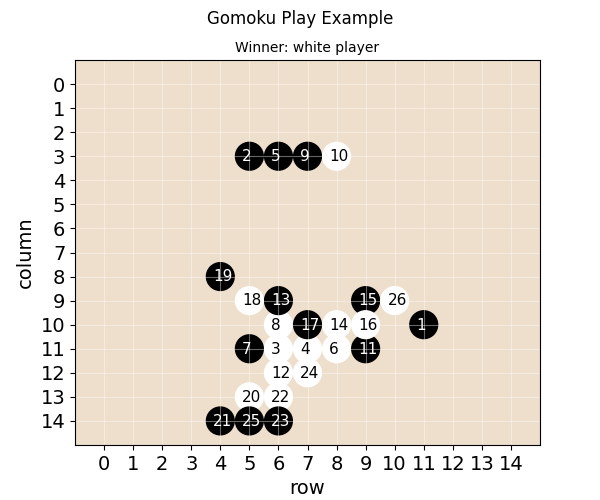 Gomoku Play Example
Winner: white player
0
1
2
3 2 5 9 10
4
5
6
7
8 19
9 18 13 15 26
10 8 17 14 16 1
11 7 3 4 6 11
12 12 24
13 20 22
14 21 25 23
column
0 1 2 3 4 5 6 7 8 9 10 11 12 13 14
row